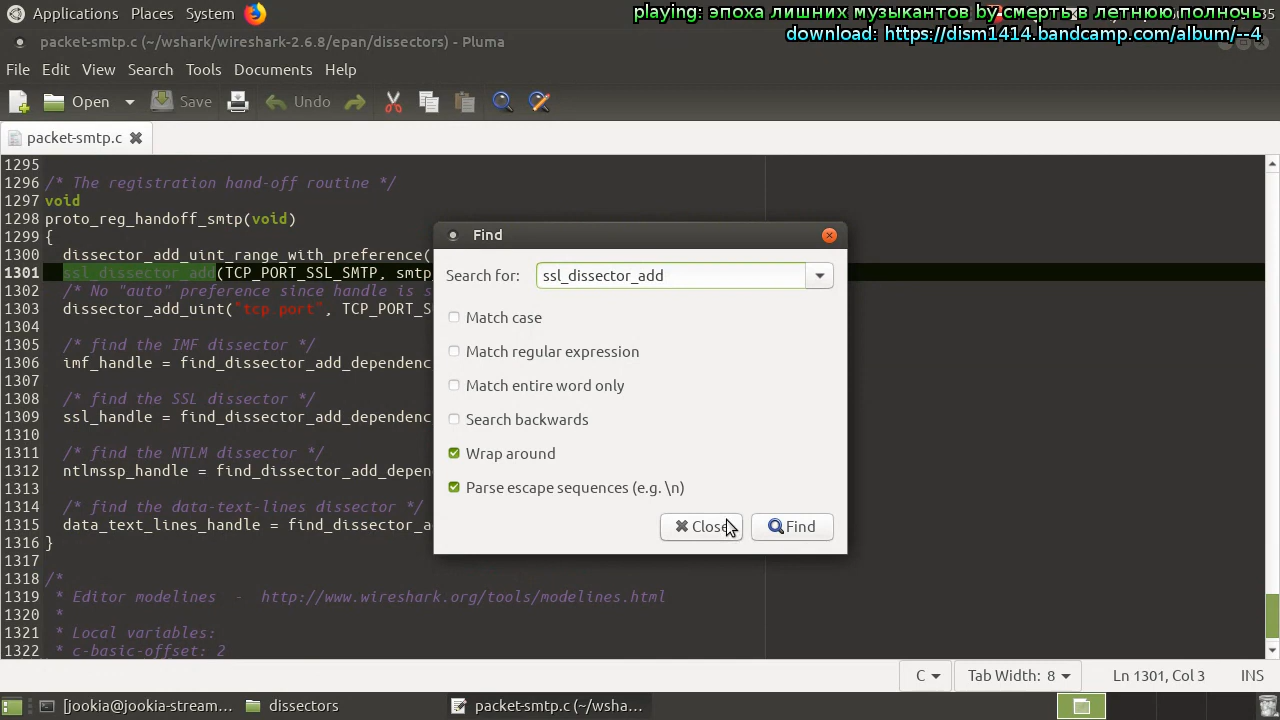 Applications Places System
35
playing: эпоха лишних музыкантов by смерть в летнюю полночь
download: https://dism1414.bandcamp.com/album/--4
packet-smtp.c (~/wshark/wireshark-2.6.8/epan/dissectors) - Pluma
File Edit View Search Tools Documents Help
Open Save Undo
packet-smtp.c
1295
1296 /* The registration hand-off routine */
1297 void
1298 proto_reg_handoff_smtp(void)
1299 {
1300 dissector_add_uint_range_with_preference(
1301 ssl_dissector_add(TCP_PORT_SSL_SMTP, smtp
1302 /* No "auto" preference since handle is s
1303 dissector_add_uint("tcp.port", TCP_PORT_S
1304
1305 /* find the IMF dissector */
1306 imf_handle = find_dissector_add_dependenc
1307
1308 /* find the SSL dissector */
1309 ssl_handle = find_dissector_add_dependenc
1310
1311 /* find the NTLM dissector */
1312 ntlmssp_handle = find_dissector_add_depen
1313
1314 /* find the data-text-lines dissector */
1315 data_text_lines_handle = find_dissector_a
1316 }
1317
1318 /*
1319 * Editor modelines - http://www.wireshark.org/tools/modelines.html
1320 *
1321 * Local variables:
1322 * c-basic-offset: 2
Find
Search for: ssl_dissector_add
Match case
Match regular expression
Match entire word only
Search backwards
Wrap around
Parse escape sequences (e.g. \n)
Close Find
C Tab Width: 8 Ln 1301, Col 3 INS
[jookia@jookia-stream... dissectors packet-smtp.c (~/wsha...